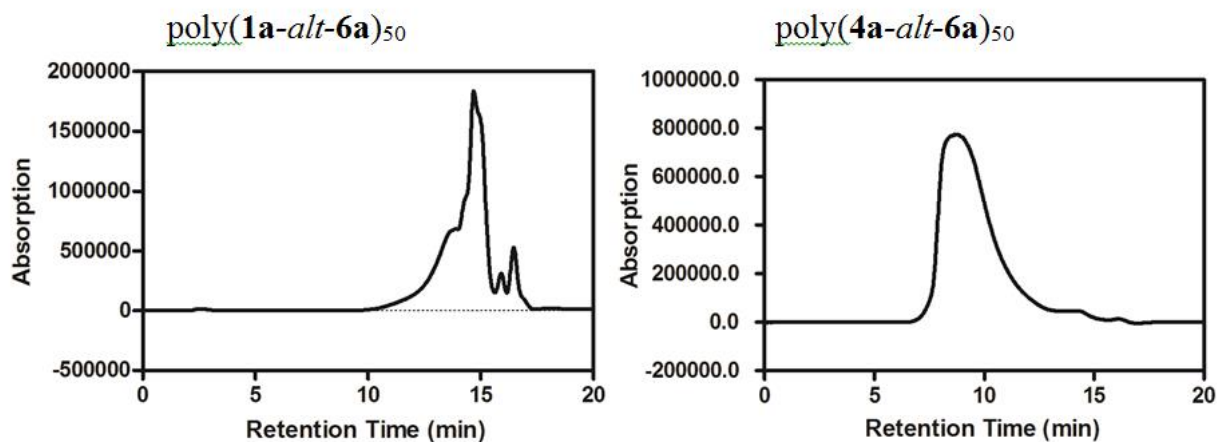 poly(1a-alt-6a)50
2000000
1500000
1000000
500000
0
-500000
Absorption
0 5 10 15 20
Retention Time (min)
poly(4a-alt-6a)50
1000000.0
800000.0
600000.0
400000.0
200000.0
0.0
-200000.0
Absorption
0 5 10 15 20
Retention Time (min)